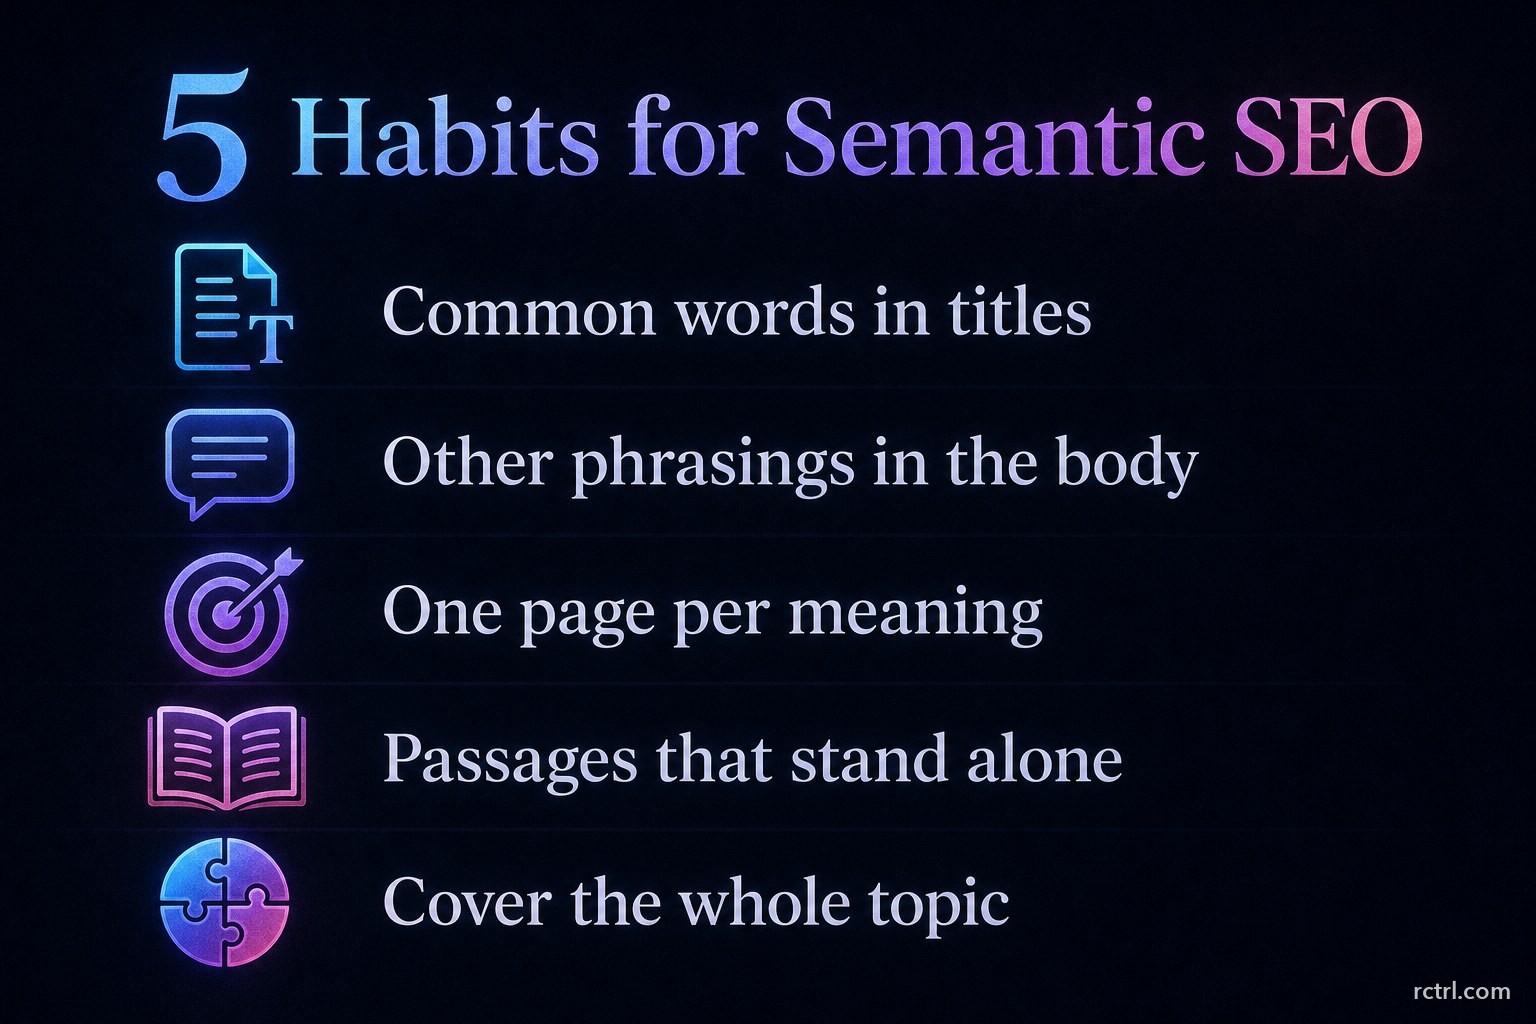 5 Habits for Semantic SEO
T
Common words in titles
Other phrasings in the body
One page per meaning
Passages that stand alone
Cover the whole topic
rctrl.com